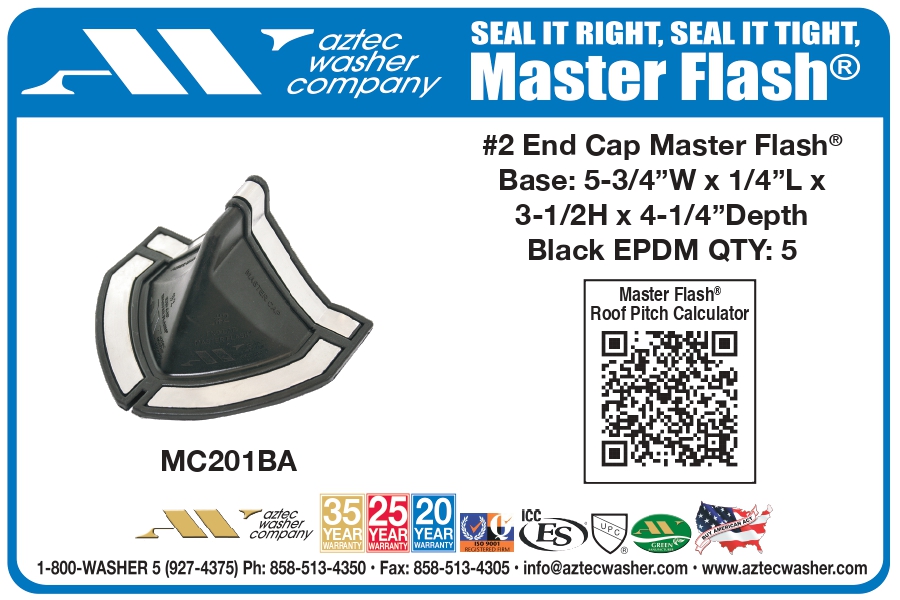 aztec
washer
company
SEAL IT RIGHT, SEAL IT TIGHT,
Master Flash®
#2 End Cap Master Flash®
Base: 5-3/4”W x 1/4”L x
3-1/2H x 4-1/4”Depth
Black EPDM QTY: 5
MASTER CAP
Master Flash®
Roof Pitch Calculator
MC201BA
aztec
washer
company
35
YEAR
WARRANTY
25
YEAR
WARRANTY
20
YEAR
WARRANTY
ISO 9001
REGISTERED FIRM
ICC
ES
®
UPC
®
GREEN
BUY AMERICAN ACT
1-800-WASHER 5 (927-4375) Ph: 858-513-4350 • Fax: 858-513-4305 • info@aztecwasher.com • www.aztecwasher.com